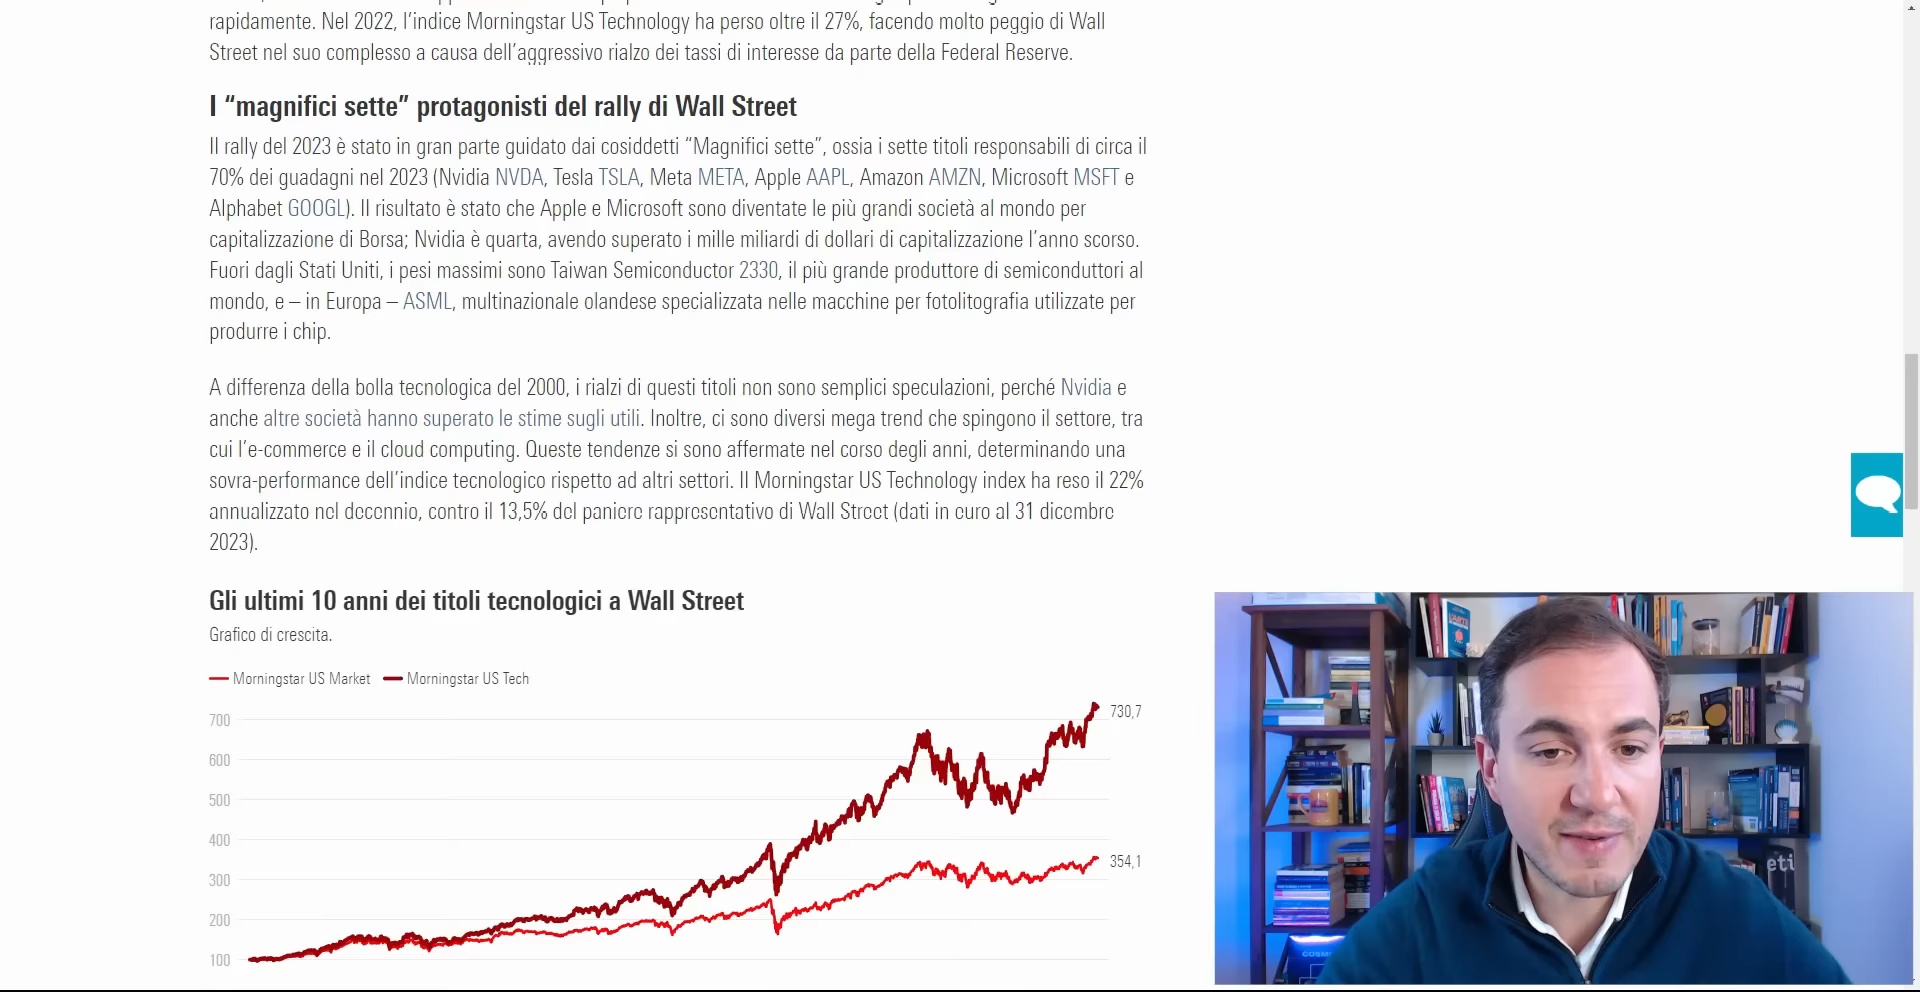 rapidamente. Nel 2022, l’indice Morningstar US Technology ha perso oltre il 27%, facendo molto peggio di Wall
Street nel suo complesso a causa dell’aggressivo rialzo dei tassi di interesse da parte della Federal Reserve.
I “magnifici sette” protagonisti del rally di Wall Street
Il rally del 2023 è stato in gran parte guidato dai cosiddetti “Magnifici sette”, ossia i sette titoli responsabili di circa il
70% dei guadagni nel 2023 (Nvidia NVDA, Tesla TSLA, Meta META, Apple AAPL, Amazon AMZN, Microsoft MSFT e
Alphabet GOOGL). Il risultato è stato che Apple e Microsoft sono diventate le più grandi società al mondo per
capitalizzazione di Borsa; Nvidia è quarta, avendo superato i mille miliardi di dollari di capitalizzazione l’anno scorso.
Fuori dagli Stati Uniti, i pesi massimi sono Taiwan Semiconductor 2330, il più grande produttore di semiconduttori al
mondo, e – in Europa – ASML, multinazionale olandese specializzata nelle macchine per fotolitografia utilizzate per
produrre i chip.
A differenza della bolla tecnologica del 2000, i rialzi di questi titoli non sono semplici speculazioni, perché Nvidia e
anche altre società hanno superato le stime sugli utili. Inoltre, ci sono diversi mega trend che spingono il settore, tra
cui l’e-commerce e il cloud computing. Queste tendenze si sono affermate nel corso degli anni, determinando una
sovra-performance dell’indice tecnologico rispetto ad altri settori. Il Morningstar US Technology index ha reso il 22%
annualizzato nel decennio, contro il 13,5% del paniere rappresentativo di Wall Street (dati in euro al 31 dicembre
2023).
Gli ultimi 10 anni dei titoli tecnologici a Wall Street
Grafico di crescita.
Morningstar US Market Morningstar US Tech
730,7
700
600
500
400
354,1
300
200
100
eti
COSM